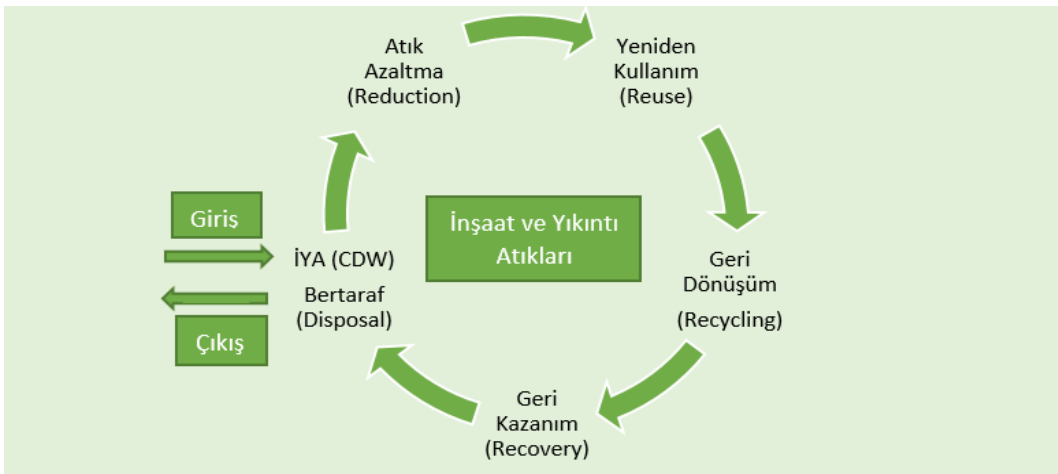 Atık
Azaltma
(Reduction)
Yeniden
Kullanım
(Reuse)
Giriş
İnşaat ve Yıkıntı
Atıkları
İYA (CDW)
Bertaraf
(Disposal)
Çıkış
Geri
Dönüşüm
(Recycling)
Geri
Kazanım
(Recovery)